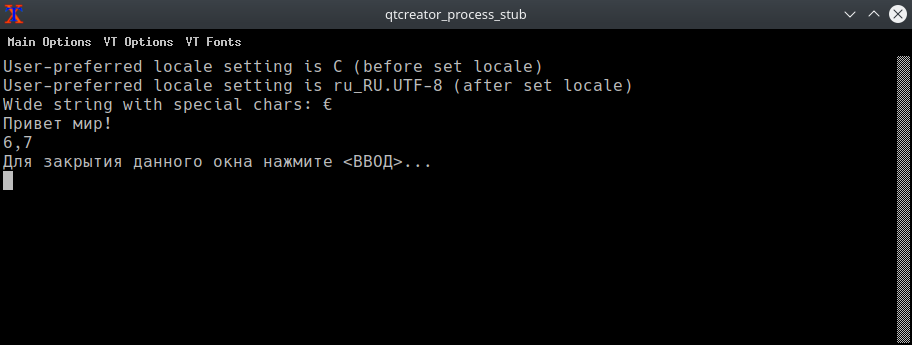 qtcreator_process_stub
Main Options VT Options VT Fonts
User-preferred locale setting is C (before set locale)
User-preferred locale setting is ru_RU.UTF-8 (after set locale)
Wide string with special chars: €
Привет мир!
6,7
Для закрытия данного окна нажмите <ВВОД>...